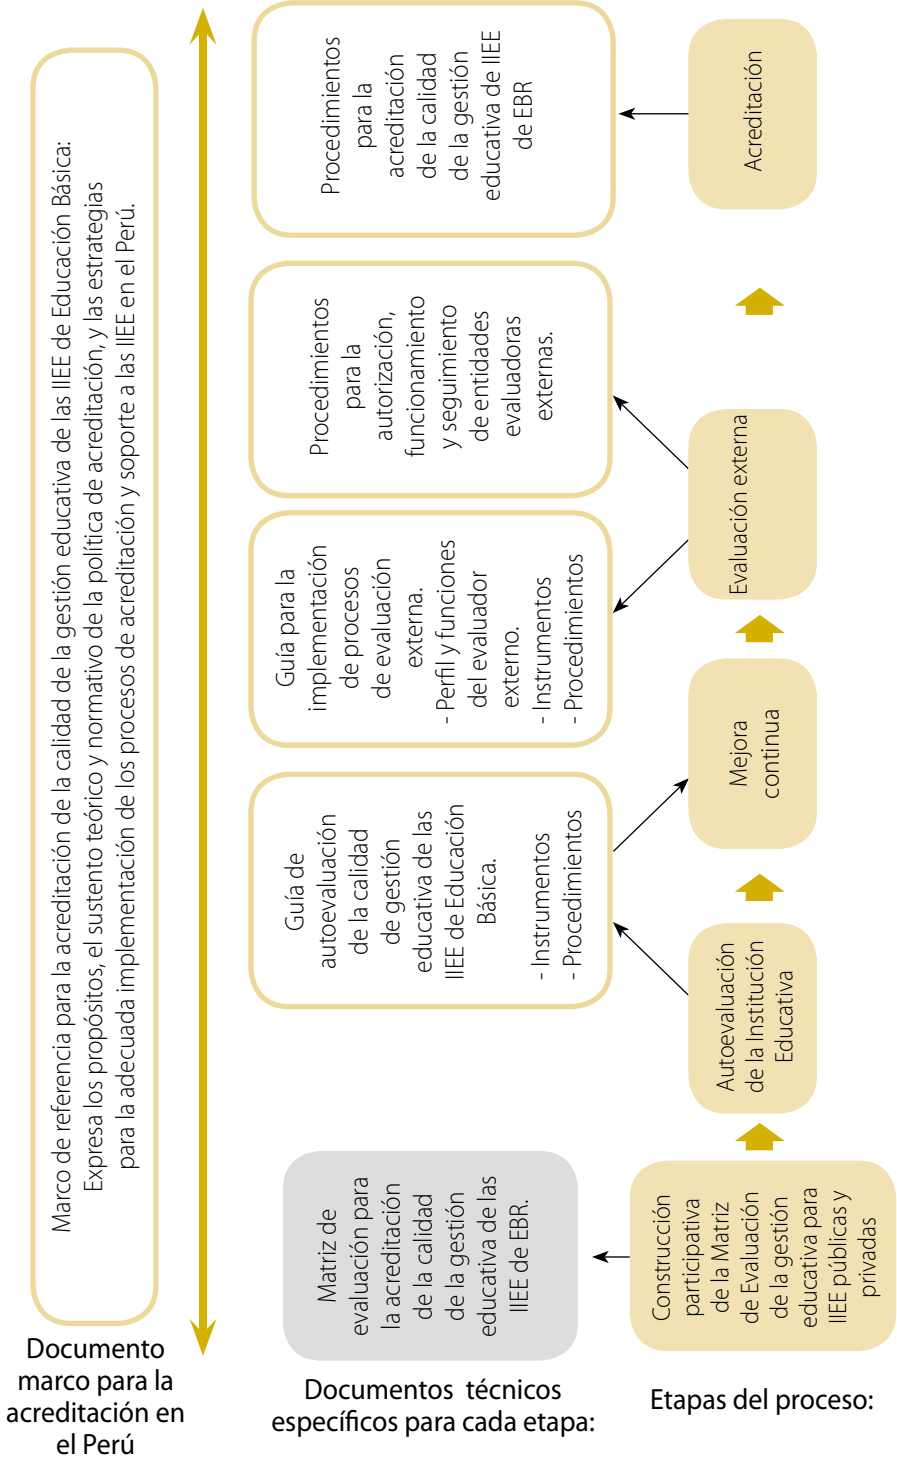 Documento
marco para la
acreditación en
el Perú
Marco de referencia para la acreditación de la calidad de la gestión educativa de las IIEE de Educación Básica:
Expresa los propósitos, el sustento teórico y normativo de la política de acreditación, y las estrategias
para la adecuada implementación de los procesos de acreditación y soporte a las IIEE en el Perú.
Documentos técnicos
específicos para cada etapa:
Matriz de
evaluación para
la acreditación
de la calidad
de la gestión
educativa de las
IIEE de EBR.
Guía de
autoevaluación
de la calidad
de gestión
educativa de las
IIEE de Educación
Básica.
- Instrumentos
- Procedimientos
Guía para la
implementación
de procesos
de evaluación
externa.
- Perfil y funciones
del evaluador
externo.
- Instrumentos
- Procedimientos
Procedimientos
para la
autorización,
funcionamiento
y seguimiento
de entidades
evaluadoras
externas.
Procedimientos
para la
acreditación
de la calidad
de la gestión
educativa de IIEE
de EBR
Etapas del proceso:
Construcción
participativa
de la Matriz
de Evaluación
de la gestión
educativa para
IIEE públicas y
privadas
Autoevaluación
de la Institución
Educativa
Mejora
continua
Evaluación externa
Acreditación